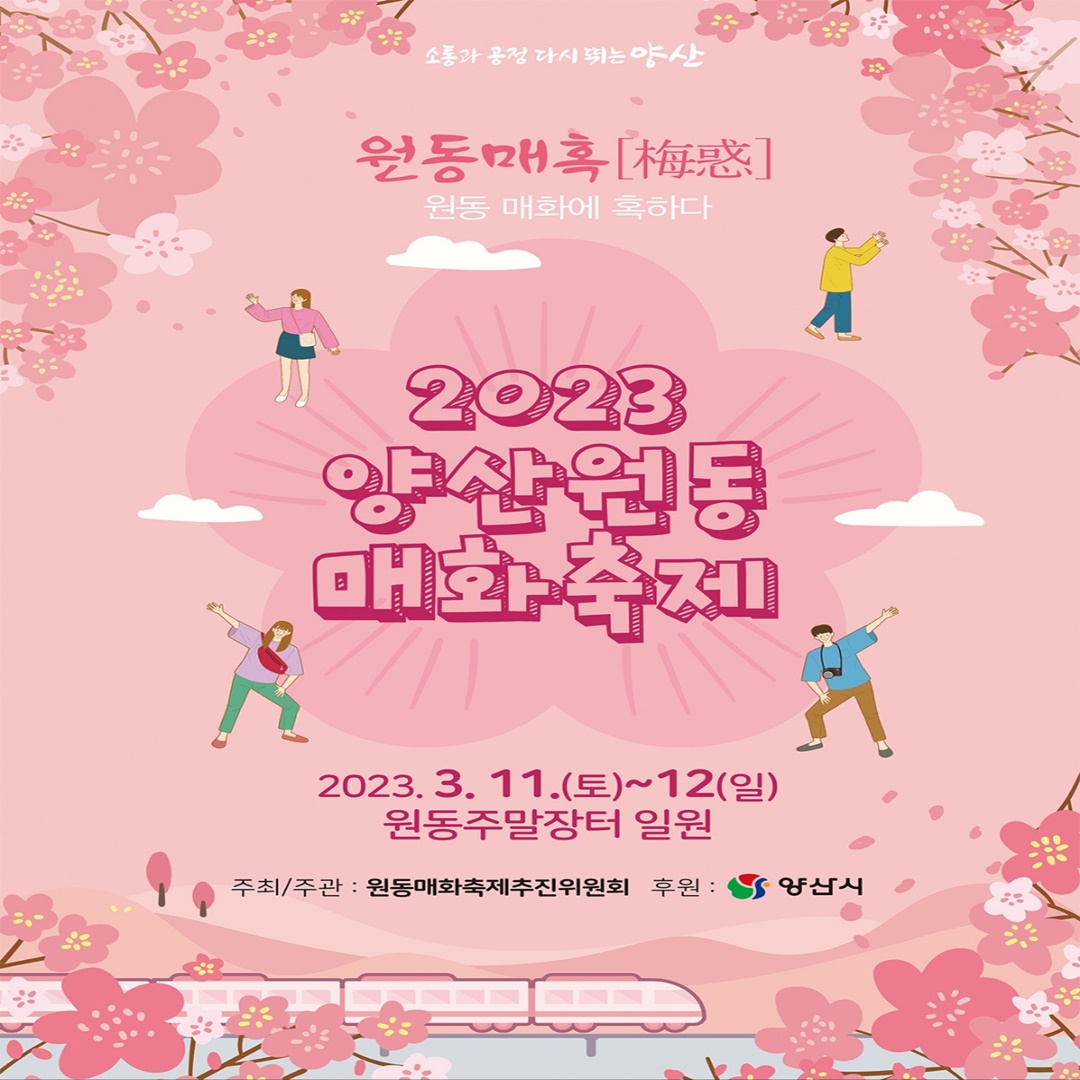 소통과 공정 다시 뛰는 양산
원동매혹[梅惑]
원동 매화에 혹하다
2023
양산원동
매화축제
2023. 3. 11.(토)~12(일)
원동주말장터 일원
주최/주관 : 원동매화축제추진위원회 후원 : 양산시